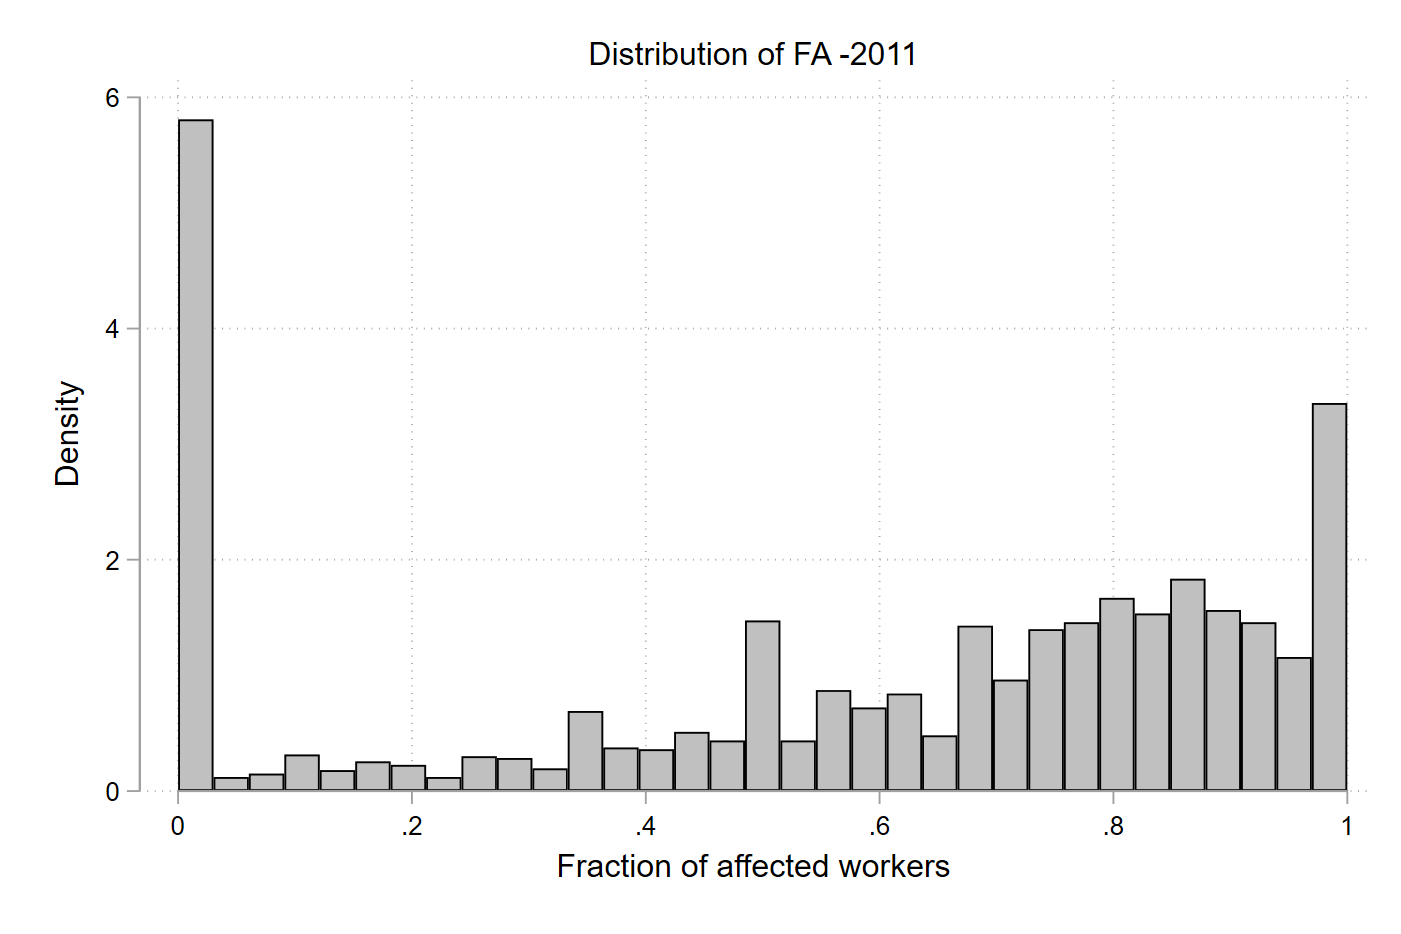 Distribution of FA -2011
6
4
2
0
Density
0 .2 .4 .6 .8 1
Fraction of affected workers